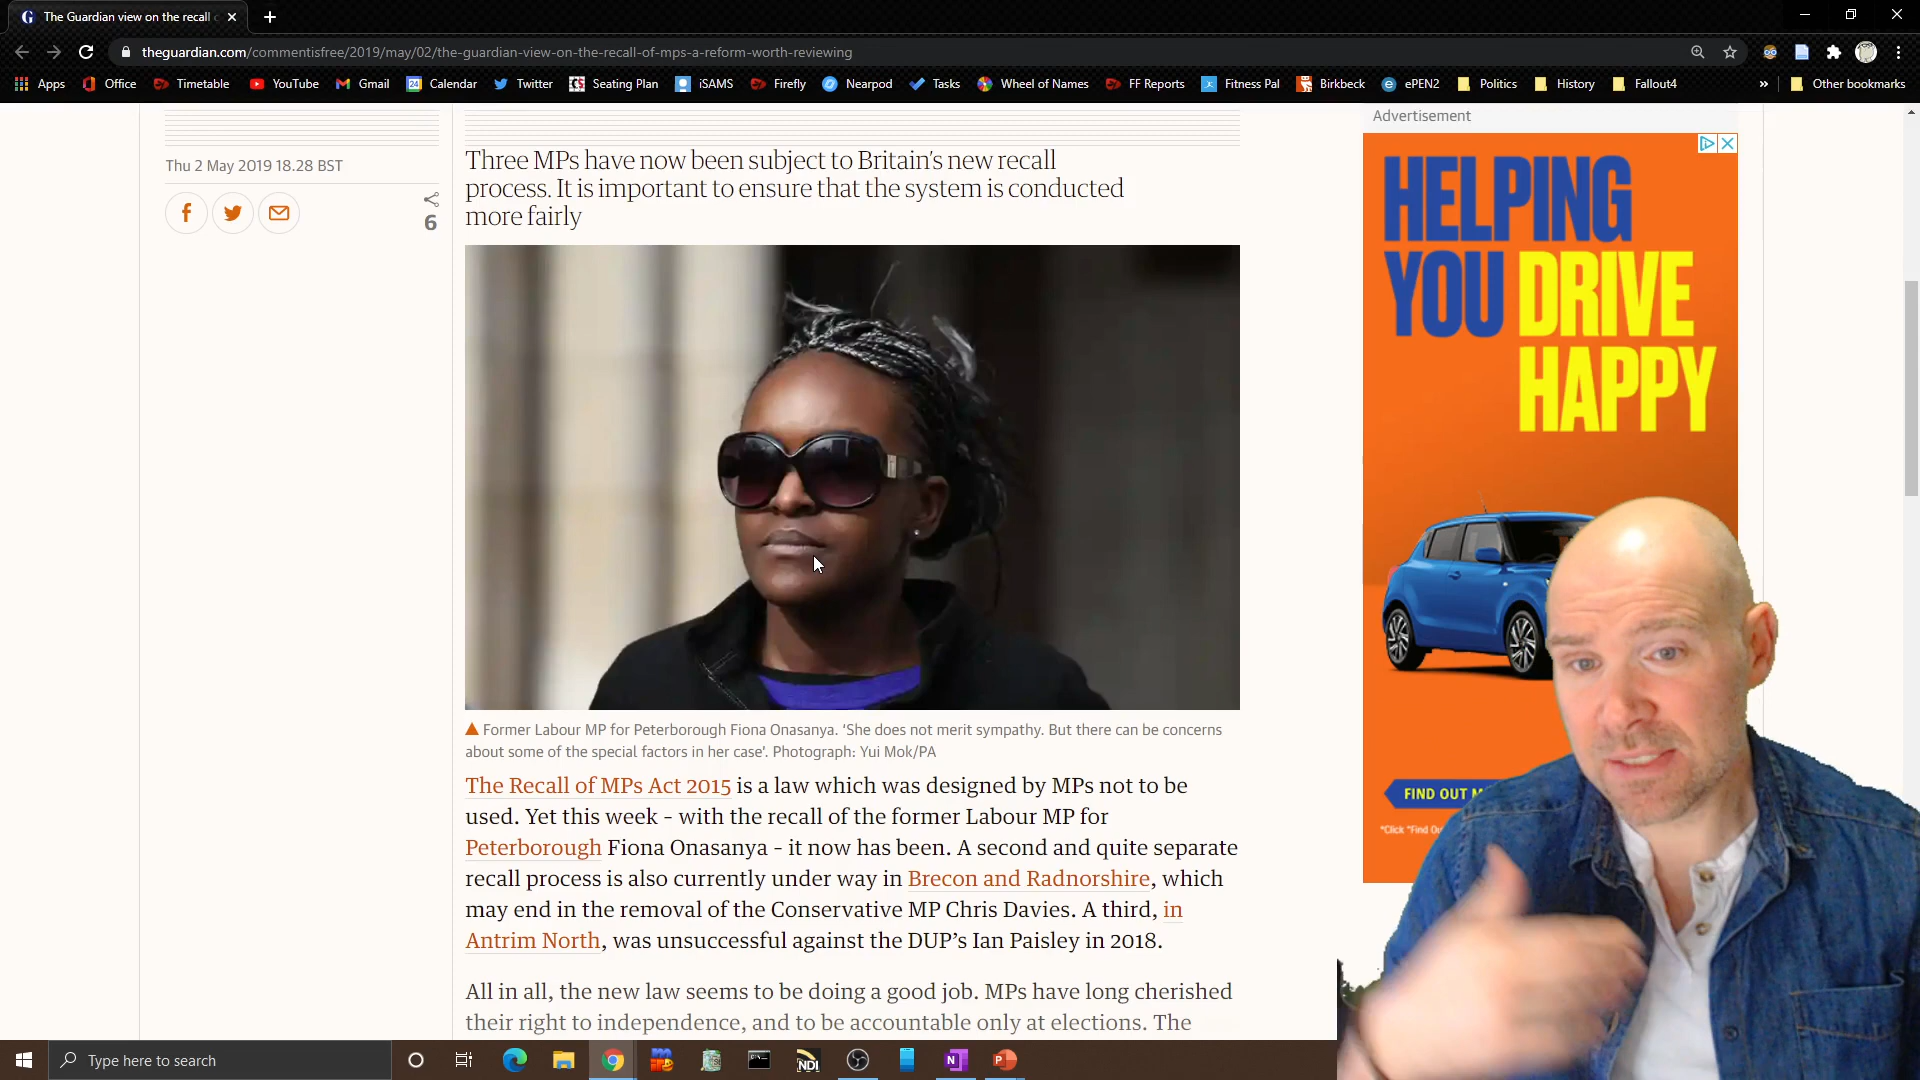 The Guardian view on the recall
theguardian.com/commentisfree/2019/may/02/the-guardian-view-on-the-recall-of-mps-a-reform-worth-reviewing
Apps Office Timetable YouTube Gmail Calendar Twitter Seating Plan iSAMS Firefly Nearpod Tasks Wheel of Names FF Reports Fitness Pal Birkbeck ePEN2 Politics History Fallout4 » Other bookmarks
Thu 2 May 2019 18.28 BST
6
Three MPs have now been subject to Britain’s new recall
process. It is important to ensure that the system is conducted
more fairly
Former Labour MP for Peterborough Fiona Onasanya. ‘She does not merit sympathy. But there can be concerns
about some of the special factors in her case’. Photograph: Yui Mok/PA
The Recall of MPs Act 2015 is a law which was designed by MPs not to be
used. Yet this week – with the recall of the former Labour MP for
Peterborough Fiona Onasanya – it now has been. A second and quite separate
recall process is also currently under way in Brecon and Radnorshire, which
may end in the removal of the Conservative MP Chris Davies. A third, in
Antrim North, was unsuccessful against the DUP’s Ian Paisley in 2018.
All in all, the new law seems to be doing a good job. MPs have long cherished
their right to independence, and to be accountable only at elections. The
Advertisement
HELPING
YOU DRIVE
HAPPY
FIND OUT
*Click "Find
Type here to search
NDI